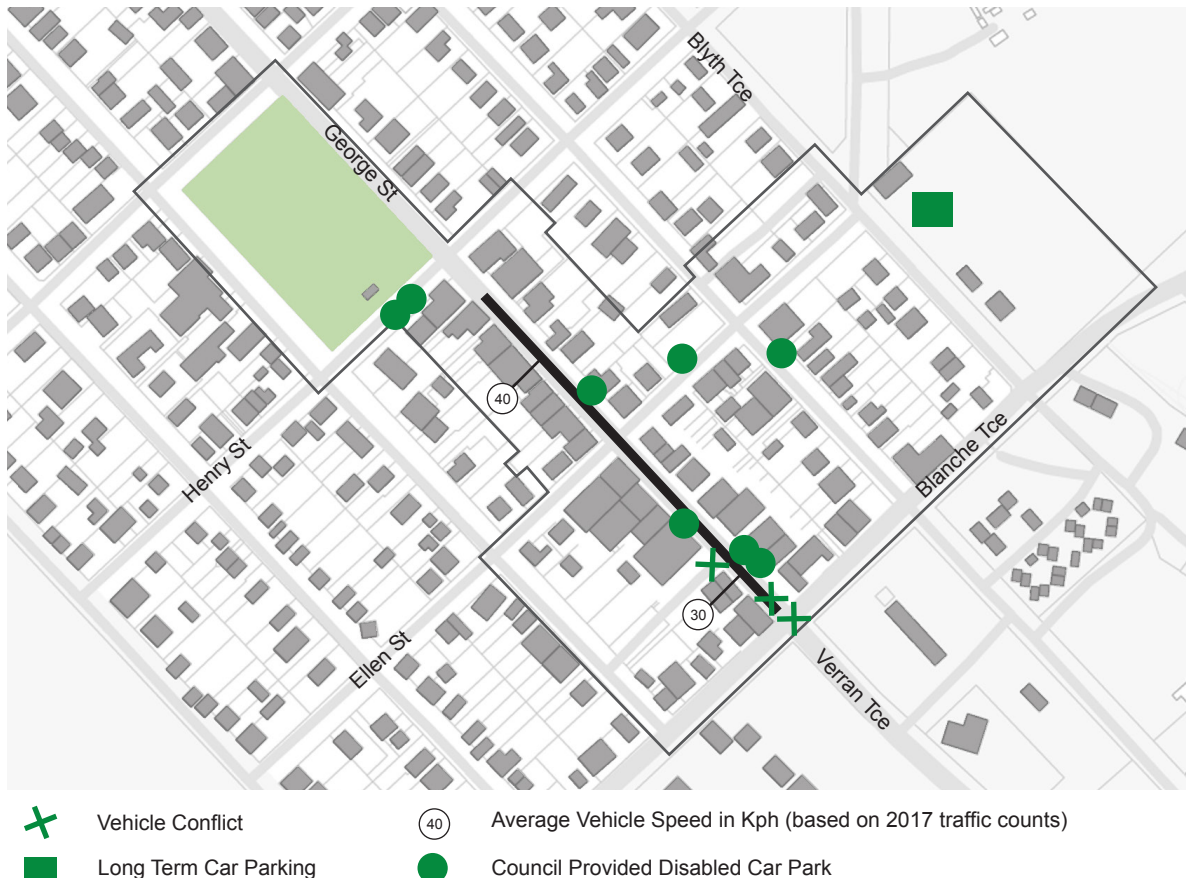 Blyth Tce
George St
40
Henry St
Blanche Tce
30
Ellen St
Verran Tce
Vehicle Conflict
40
Average Vehicle Speed in Kph (based on 2017 traffic counts)
Long Term Car Parking
Council Provided Disabled Car Park